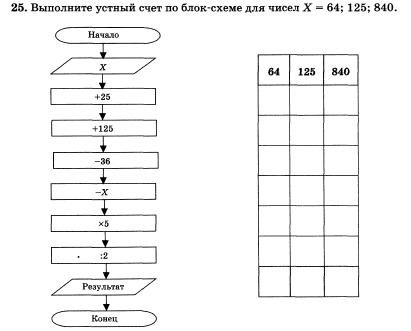 25. Выполните устный счет по блок-схеме для чисел X = 64; 125; 840.
Начало
X
+25
+125
−36
−X
×5
:2
Результат
Конец
64 125 840